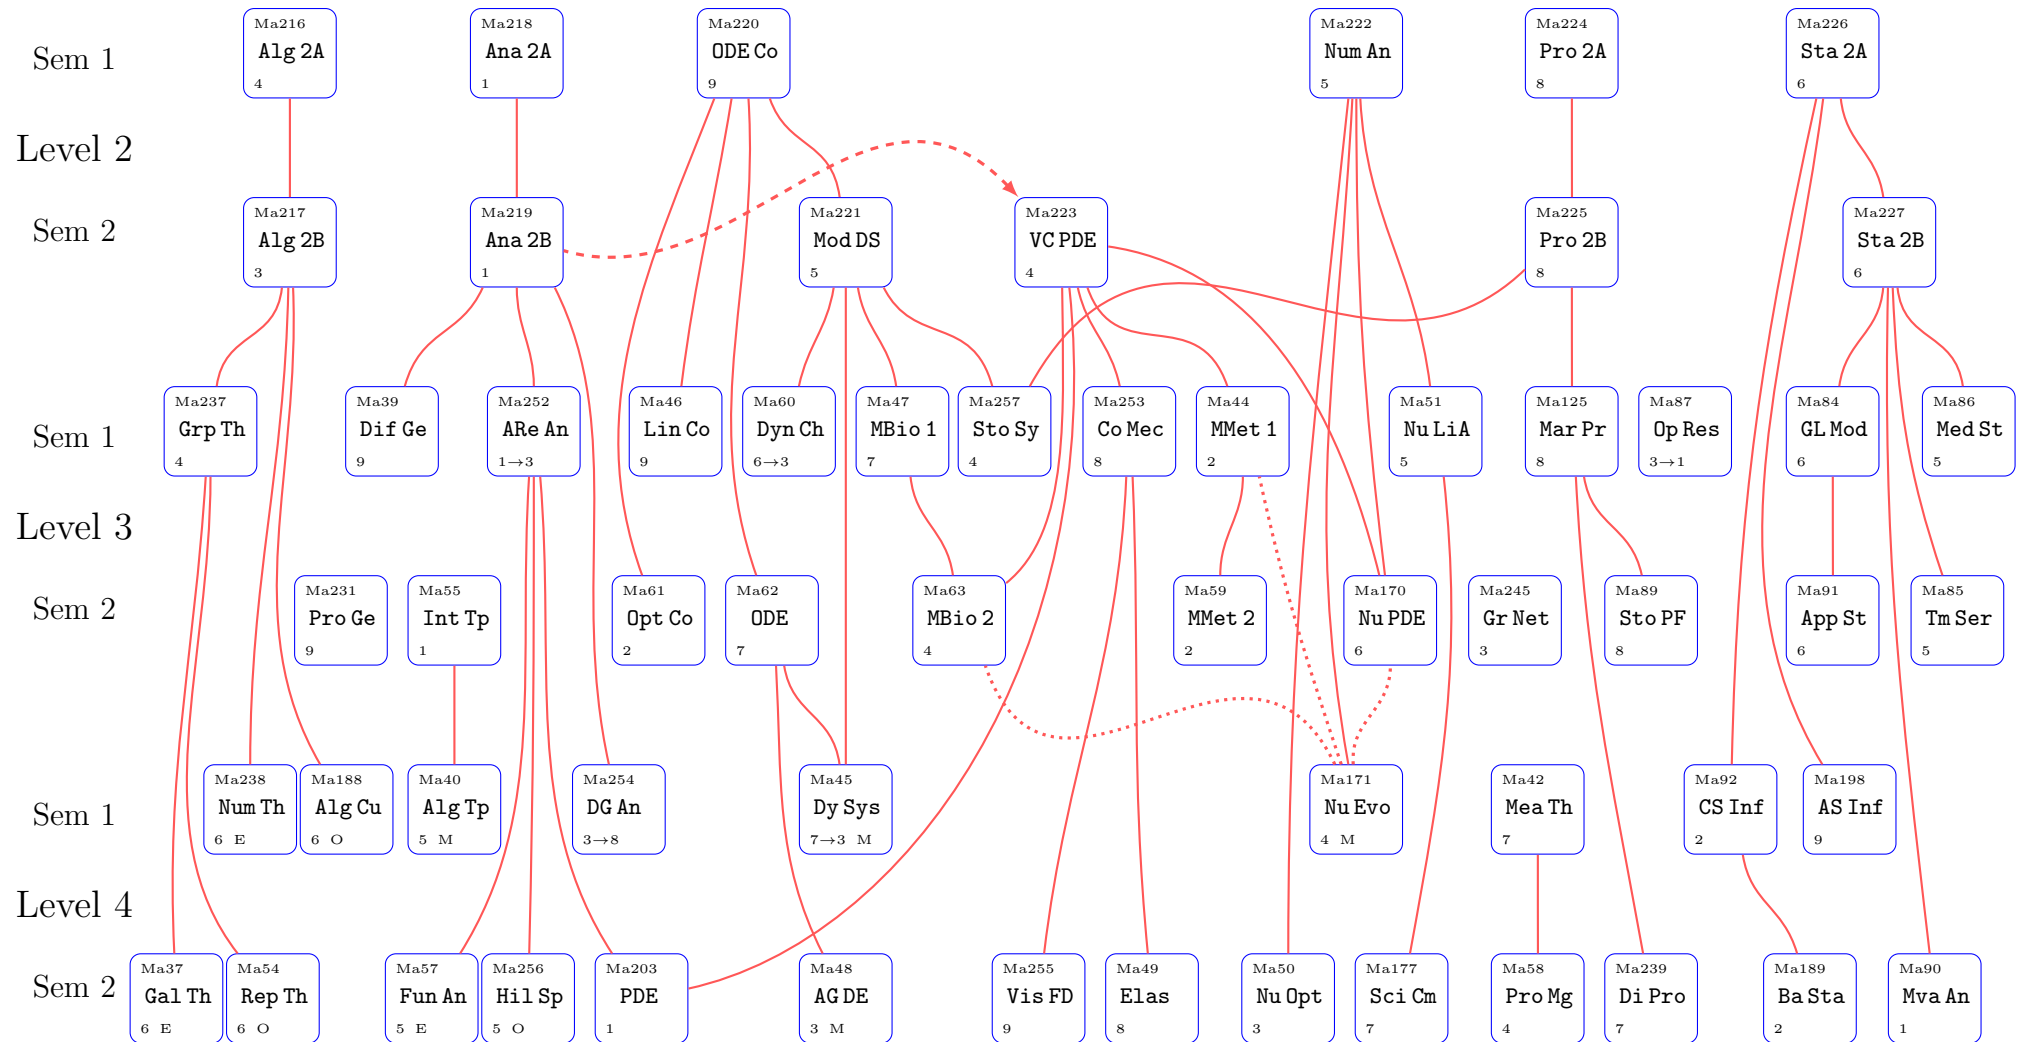 Sem 1
Ma216
Alg 2A
4
Ma218
Ana 2A
1
Ma220
ODE Co
9
Ma222
Num An
5
Ma224
Pro 2A
8
Ma226
Sta 2A
6
Level 2
Sem 2
Ma217
Alg 2B
3
Ma219
Ana 2B
1
Ma221
Mod DS
5
Ma223
VC PDE
4
Ma225
Pro 2B
8
Ma227
Sta 2B
6
Sem 1
Ma237
Grp Th
4
Ma39
Dif Ge
9
Ma252
ARe An
1→3
Ma46
Lin Co
9
Ma60
Dyn Ch
6→3
Ma47
MBio 1
7
Ma257
Sto Sy
4
Ma253
Co Mec
8
Ma44
MMet 1
2
Ma51
Nu LiA
5
Ma125
Mar Pr
8
Ma87
Op Res
3→1
Ma84
GL Mod
6
Ma86
Med St
5
Level 3
Sem 2
Ma231
Pro Ge
9
Ma55
Int Tp
1
Ma61
Opt Co
2
Ma62
ODE
7
Ma63
MBio 2
4
Ma59
MMet 2
2
Ma170
Nu PDE
6
Ma245
Gr Net
3
Ma89
Sto PF
8
Ma91
App St
6
Ma85
Tm Ser
5
Sem 1
Ma238
Num Th
6 E
Ma188
Alg Cu
6 O
Ma40
Alg Tp
5 M
Ma254
DG An
3→8
Ma45
Dy Sys
7→3 M
Ma171
Nu Evo
4 M
Ma42
Mea Th
7
Ma92
CS Inf
2
Ma198
AS Inf
9
Level 4
Sem 2
Ma37
Gal Th
6 E
Ma54
Rep Th
6 O
Ma57
Fun An
5 E
Ma256
Hil Sp
5 O
Ma203
PDE
1
Ma48
AG DE
3 M
Ma255
Vis FD
9
Ma49
Elas
8
Ma50
Nu Opt
3
Ma177
Sci Cm
7
Ma58
Pro Mg
4
Ma239
Di Pro
7
Ma189
Ba Sta
2
Ma90
Mva An
1